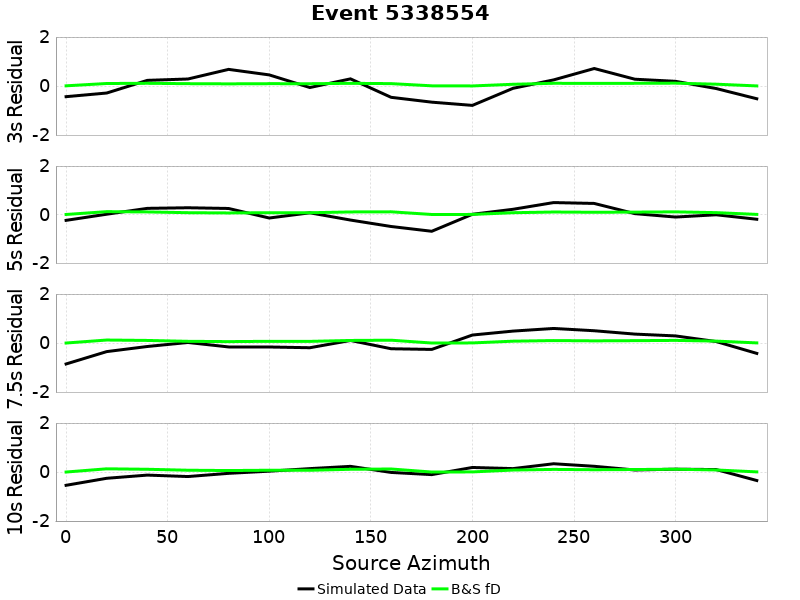 Event 5338554
3s Residual
2
0
-2
5s Residual
2
0
-2
7.5s Residual
2
0
-2
10s Residual
2
0
-2
0 50 100 150 200 250 300
Source Azimuth
Simulated Data B&S fD